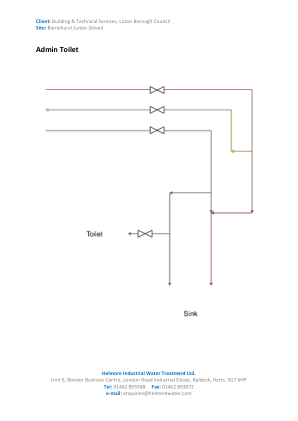 Client: Building & Technical Services, Luton Borough Council
Site: Barnehurst Junior School
Admin Toilet
Toilet
Sink
Helmore Industrial Water Treatment Ltd.
Unit 6, Bondor Business Centre, London Road Industrial Estate, Baldock, Herts, SG7 6HP
Tel: 01462 895588 Fax: 01462 893872
e-mail: enquiries@helmorewater.com